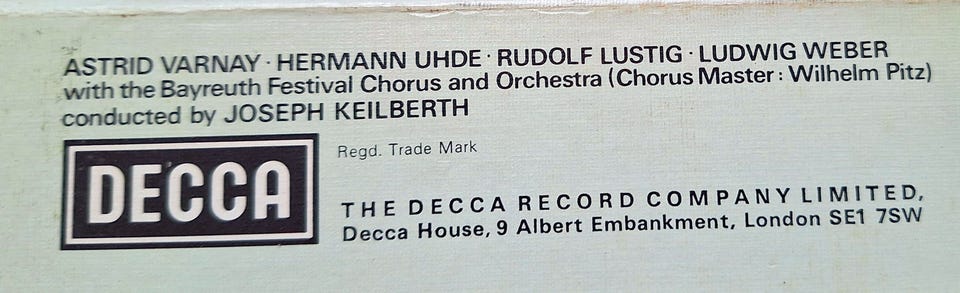 ASTRID VARNAY · HERMANN UHDE · RUDOLF LUSTIG · LUDWIG WEBER
with the Bayreuth Festival Chorus and Orchestra (Chorus Master: Wilhelm Pitz)
conducted by JOSEPH KEILBERTH
DECCA
Regd. Trade Mark
THE DECCA RECORD COMPANY LIMITED,
Decca House, 9 Albert Embankment, London SE1 7SW